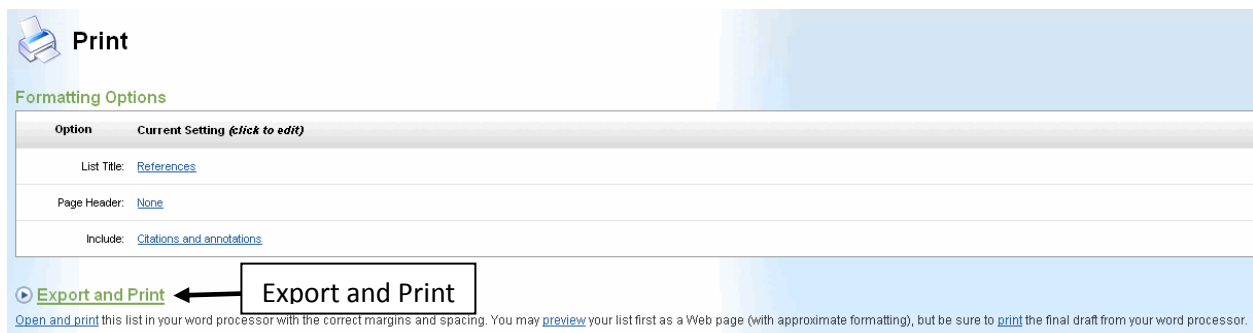 Print
Formatting Options
Option Current Setting (click to edit)
List Title: References
Page Header: None
Include: Citations and annotations
Export and Print Export and Print
Open and print this list in your word processor with the correct margins and spacing. You may preview your list first as a Web page (with approximate formatting), but be sure to print the final draft from your word processor.